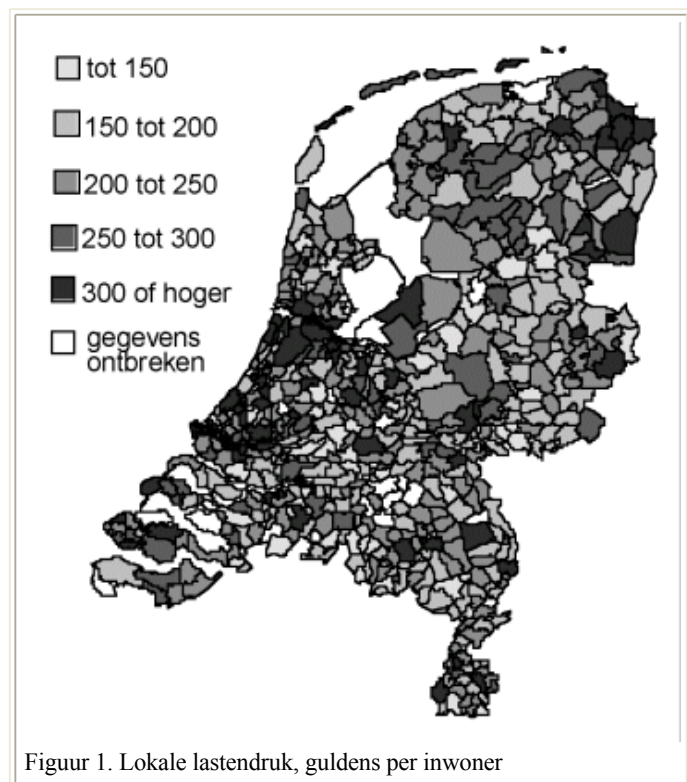 tot 150
150 tot 200
200 tot 250
250 tot 300
300 of hoger
gegevens
ontbreken
Figuur 1. Lokale lastendruk, guldens per inwoner